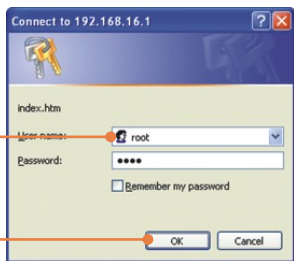 Connect to 192.168.16.1
index.htm
User name:
root
Password:
••••
Remember my password
OK
Cancel